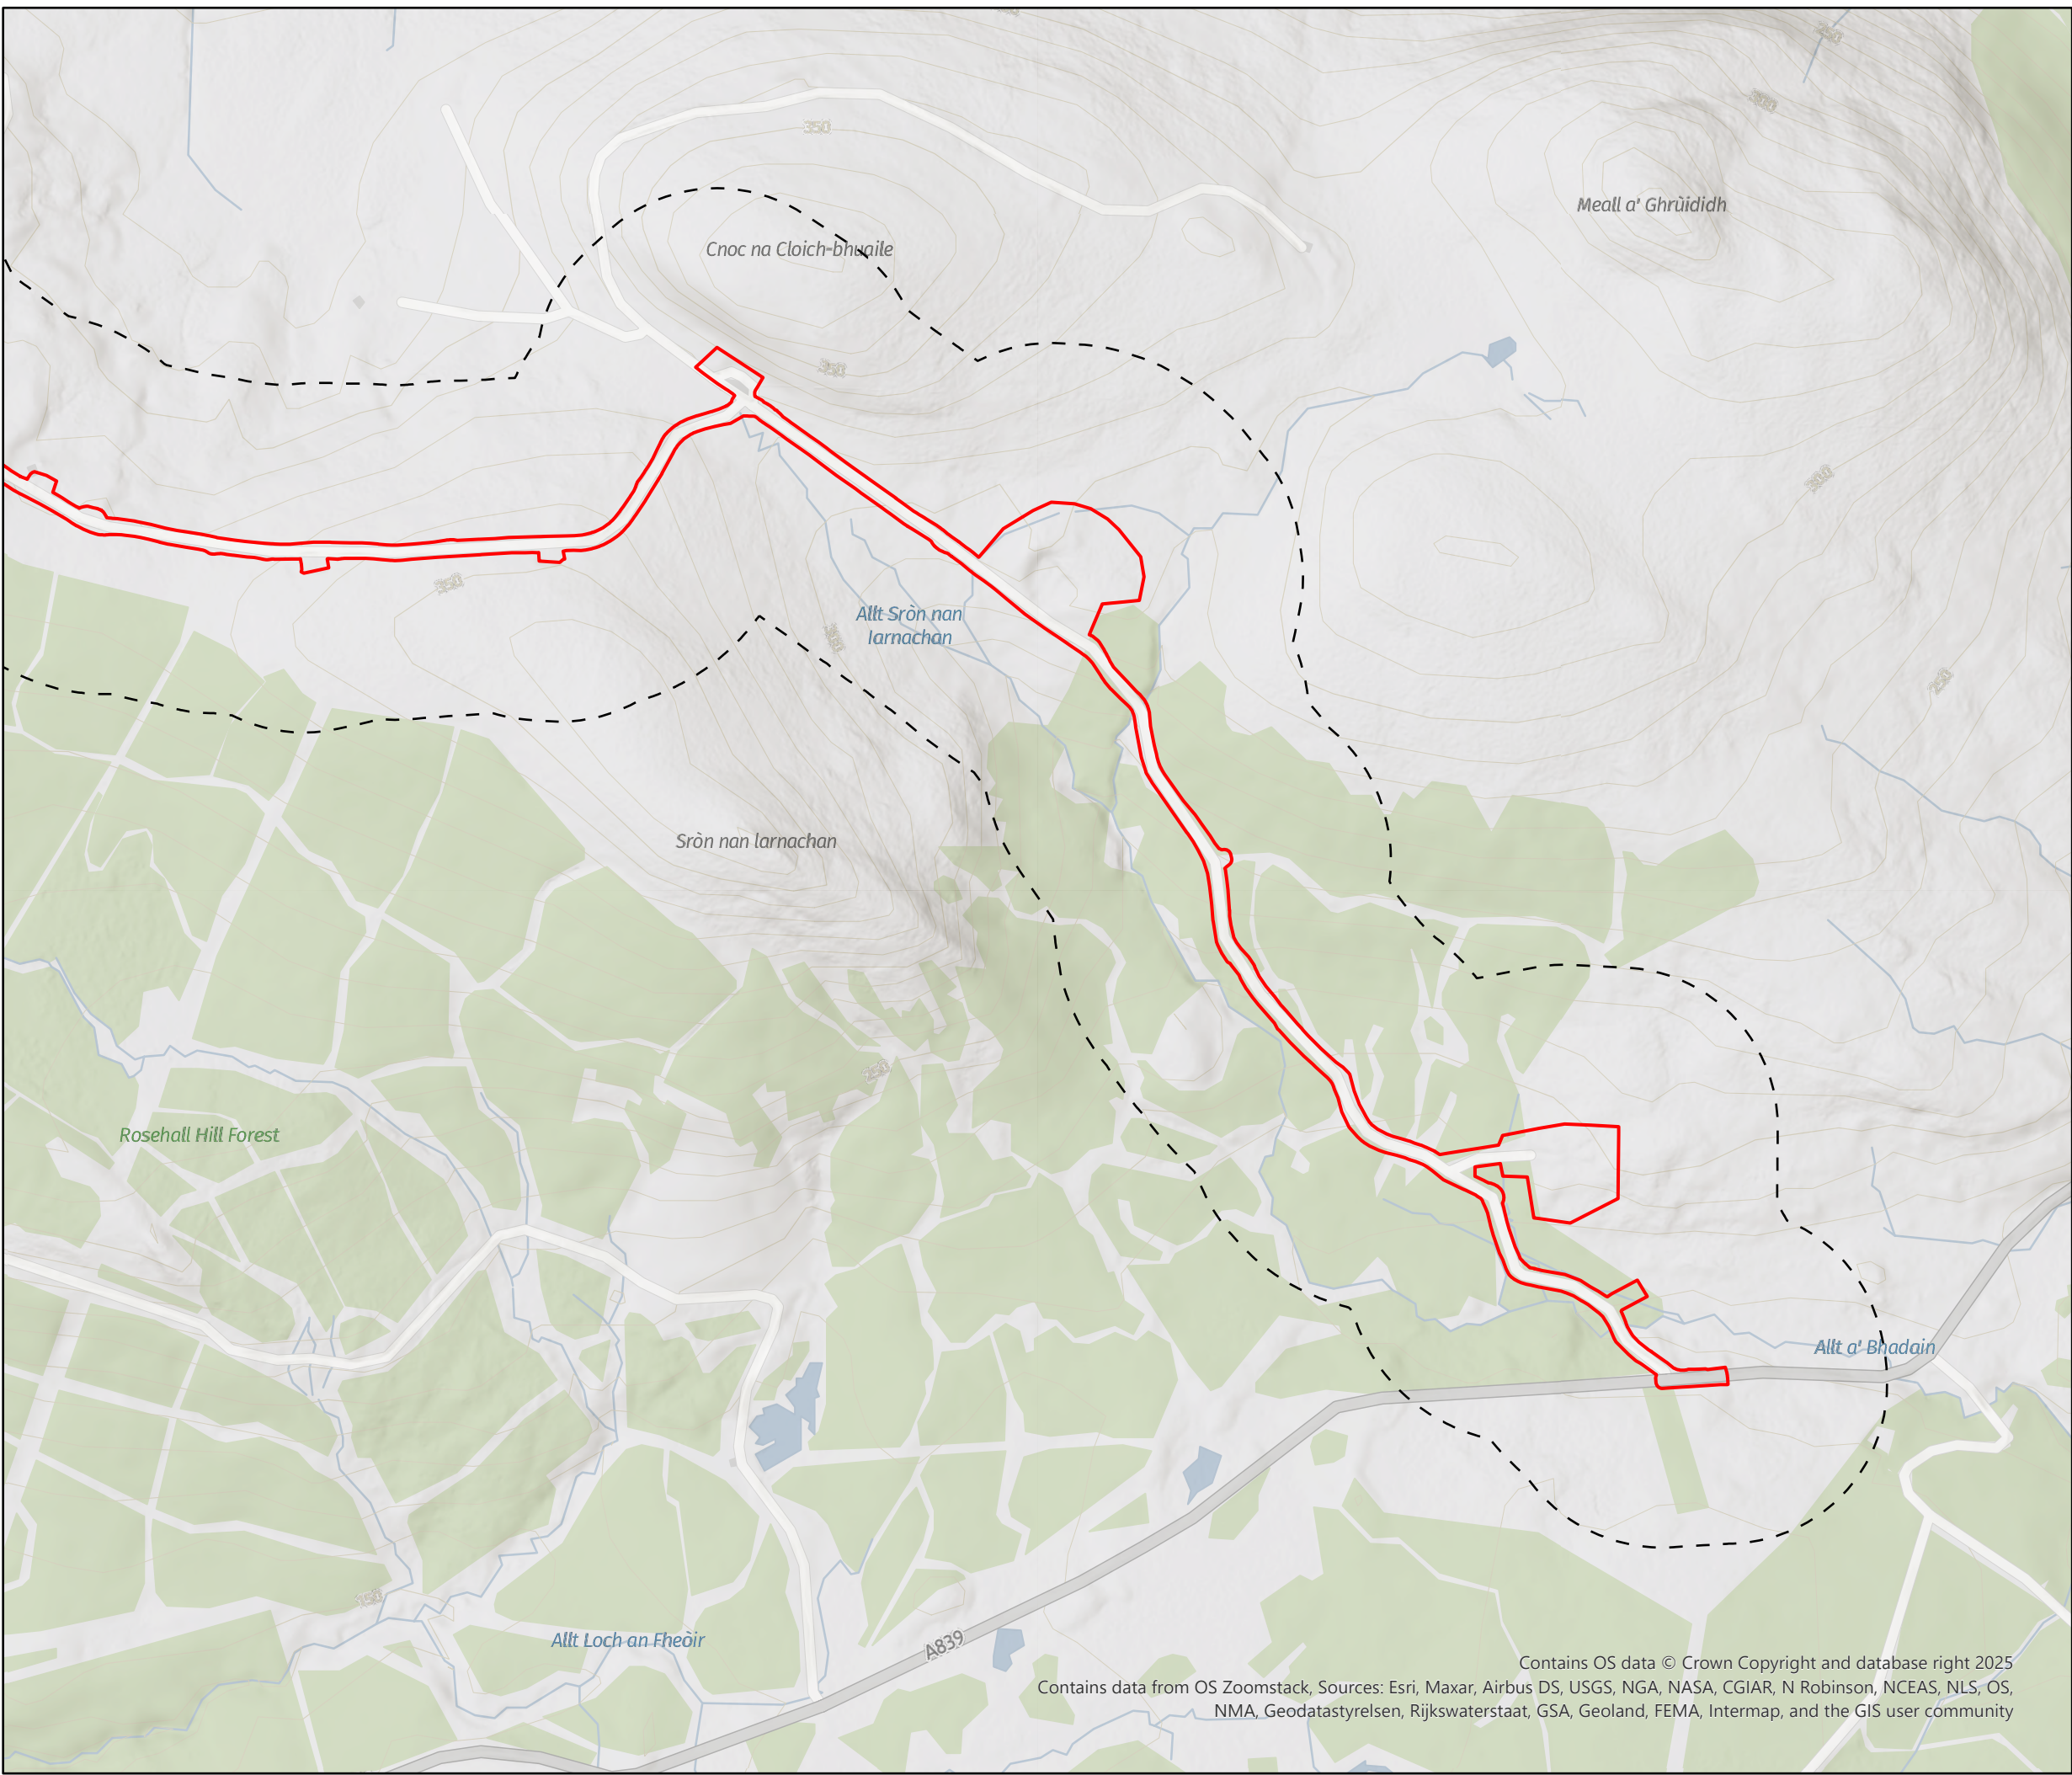 350
Meall a' Ghrùididh
Cnoc na Cloich-bhuaile
Allt Sròn nan
Iarnachan
Sròn nan Iarnachan
Rosehall Hill Forest
Allt a' Bhadain
Allt Loch an Fheòir
A839
150
Contains OS data © Crown Copyright and database right 2025
Contains data from OS Zoomstack, Sources: Esri, Maxar, Airbus DS, USGS, NGA, NASA, CGIAR, N Robinson, NCEAS, NLS, OS,
NMA, Geodatastyrelsen, Rijkswaterstaat, GSA, Geoland, FEMA, Intermap, and the GIS user community